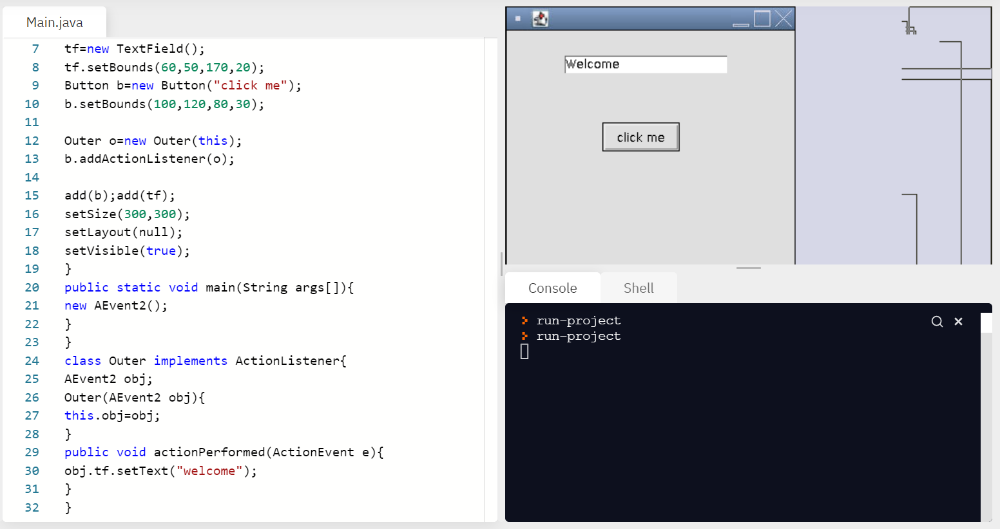 Main.java
7 tf=new TextField();
8 tf.setBounds(60,50,170,20);
9 Button b=new Button("click me");
10 b.setBounds(100,120,80,30);
11
12 Outer o=new Outer(this);
13 b.addActionListener(o);
14
15 add(b);add(tf);
16 setSize(300,300);
17 setLayout(null);
18 setVisible(true);
19 }
20 public static void main(String args[]){
21 new AEvent2();
22 }
23 }
24 class Outer implements ActionListener{
25 AEvent2 obj;
26 Outer(AEvent2 obj){
27 this.obj=obj;
28 }
29 public void actionPerformed(ActionEvent e){
30 obj.tf.setText("welcome");
31 }
32 }
Welcome
click me
Console Shell
run-project
run-project